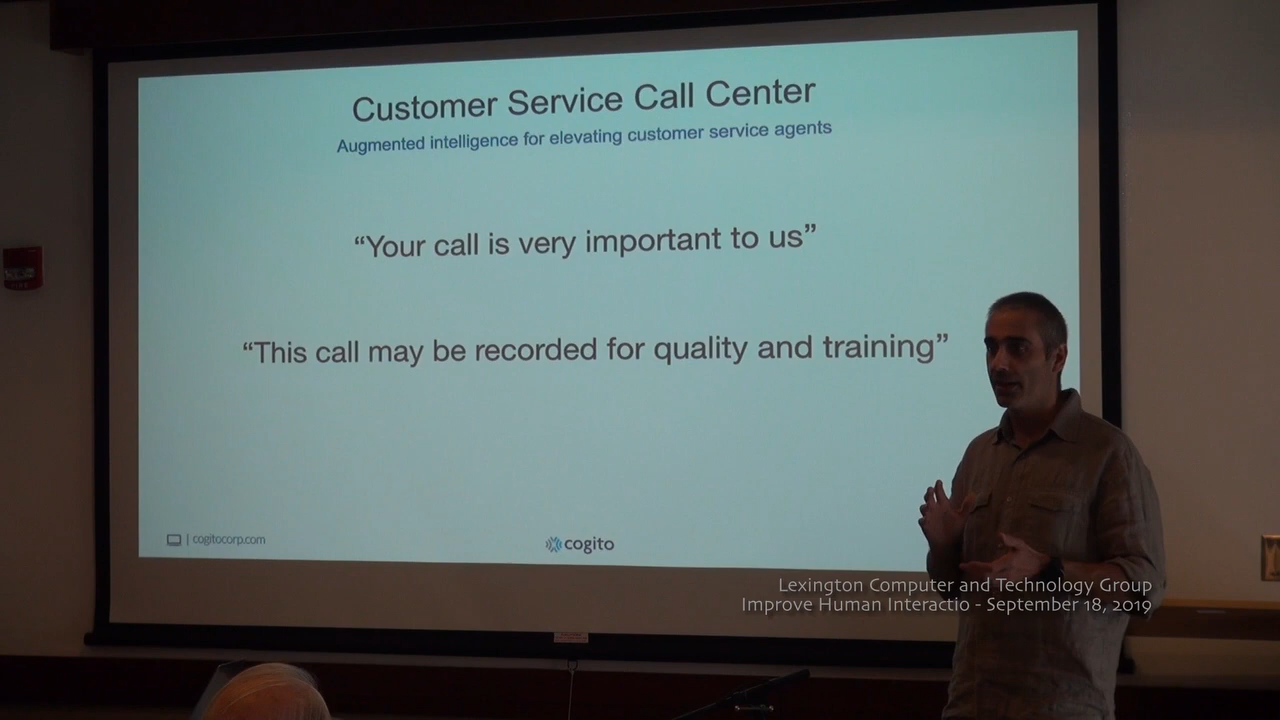 Customer Service Call Center
Augmented intelligence for elevating customer service agents
“Your call is very important to us”
“This call may be recorded for quality and training”
| cogitocorp.com
cogito
Lexington Computer and Technology Group
Improve Human Interactio - September 18, 2019